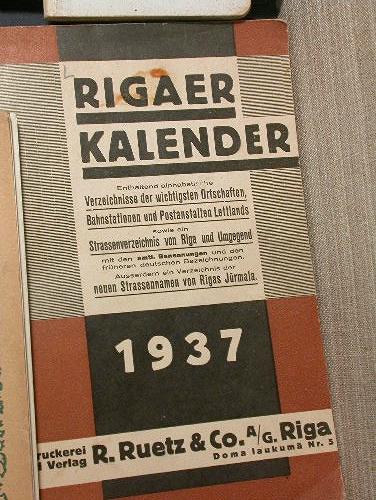 RIGAER
KALENDER
Enthaltend
Verzeichnisse der wichtigsten Ortschaften,
Bahnstationen und Postanstalten Lettlands
sowie ein
Strassenverzeichnis von Riga und Umgegend
mit den amtl. Benennungen und den
früheren deutschen Bezeichnungen.
Ausserdem ein Verzeichnis der
neuen Strassennamen von Rigas Jūrmala.
1937
ruckerei
Verlag R. Ruetz & Co. A/G. Riga
Doma laukumā Nr. 5